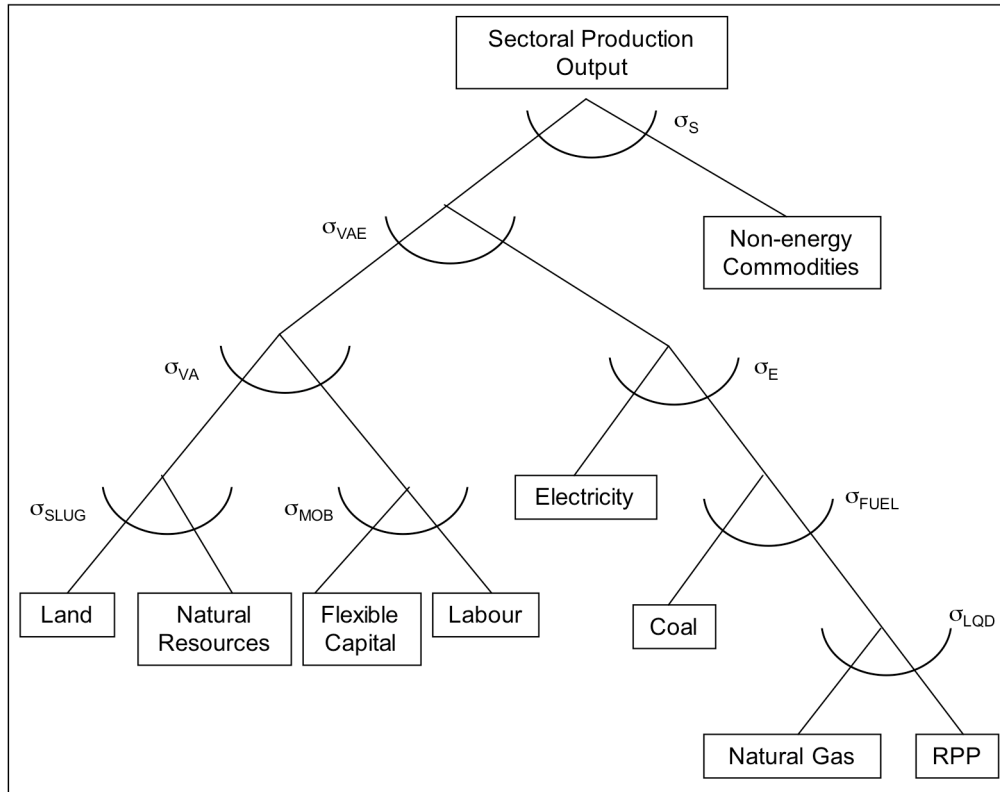 Sectoral Production
Output
σS
σVAE
Non-energy
Commodities
σVA
σE
Electricity
σSLUG
σMOB
σFUEL
Land
Natural
Resources
Flexible
Capital
Labour
Coal
σLQD
Natural Gas
RPP